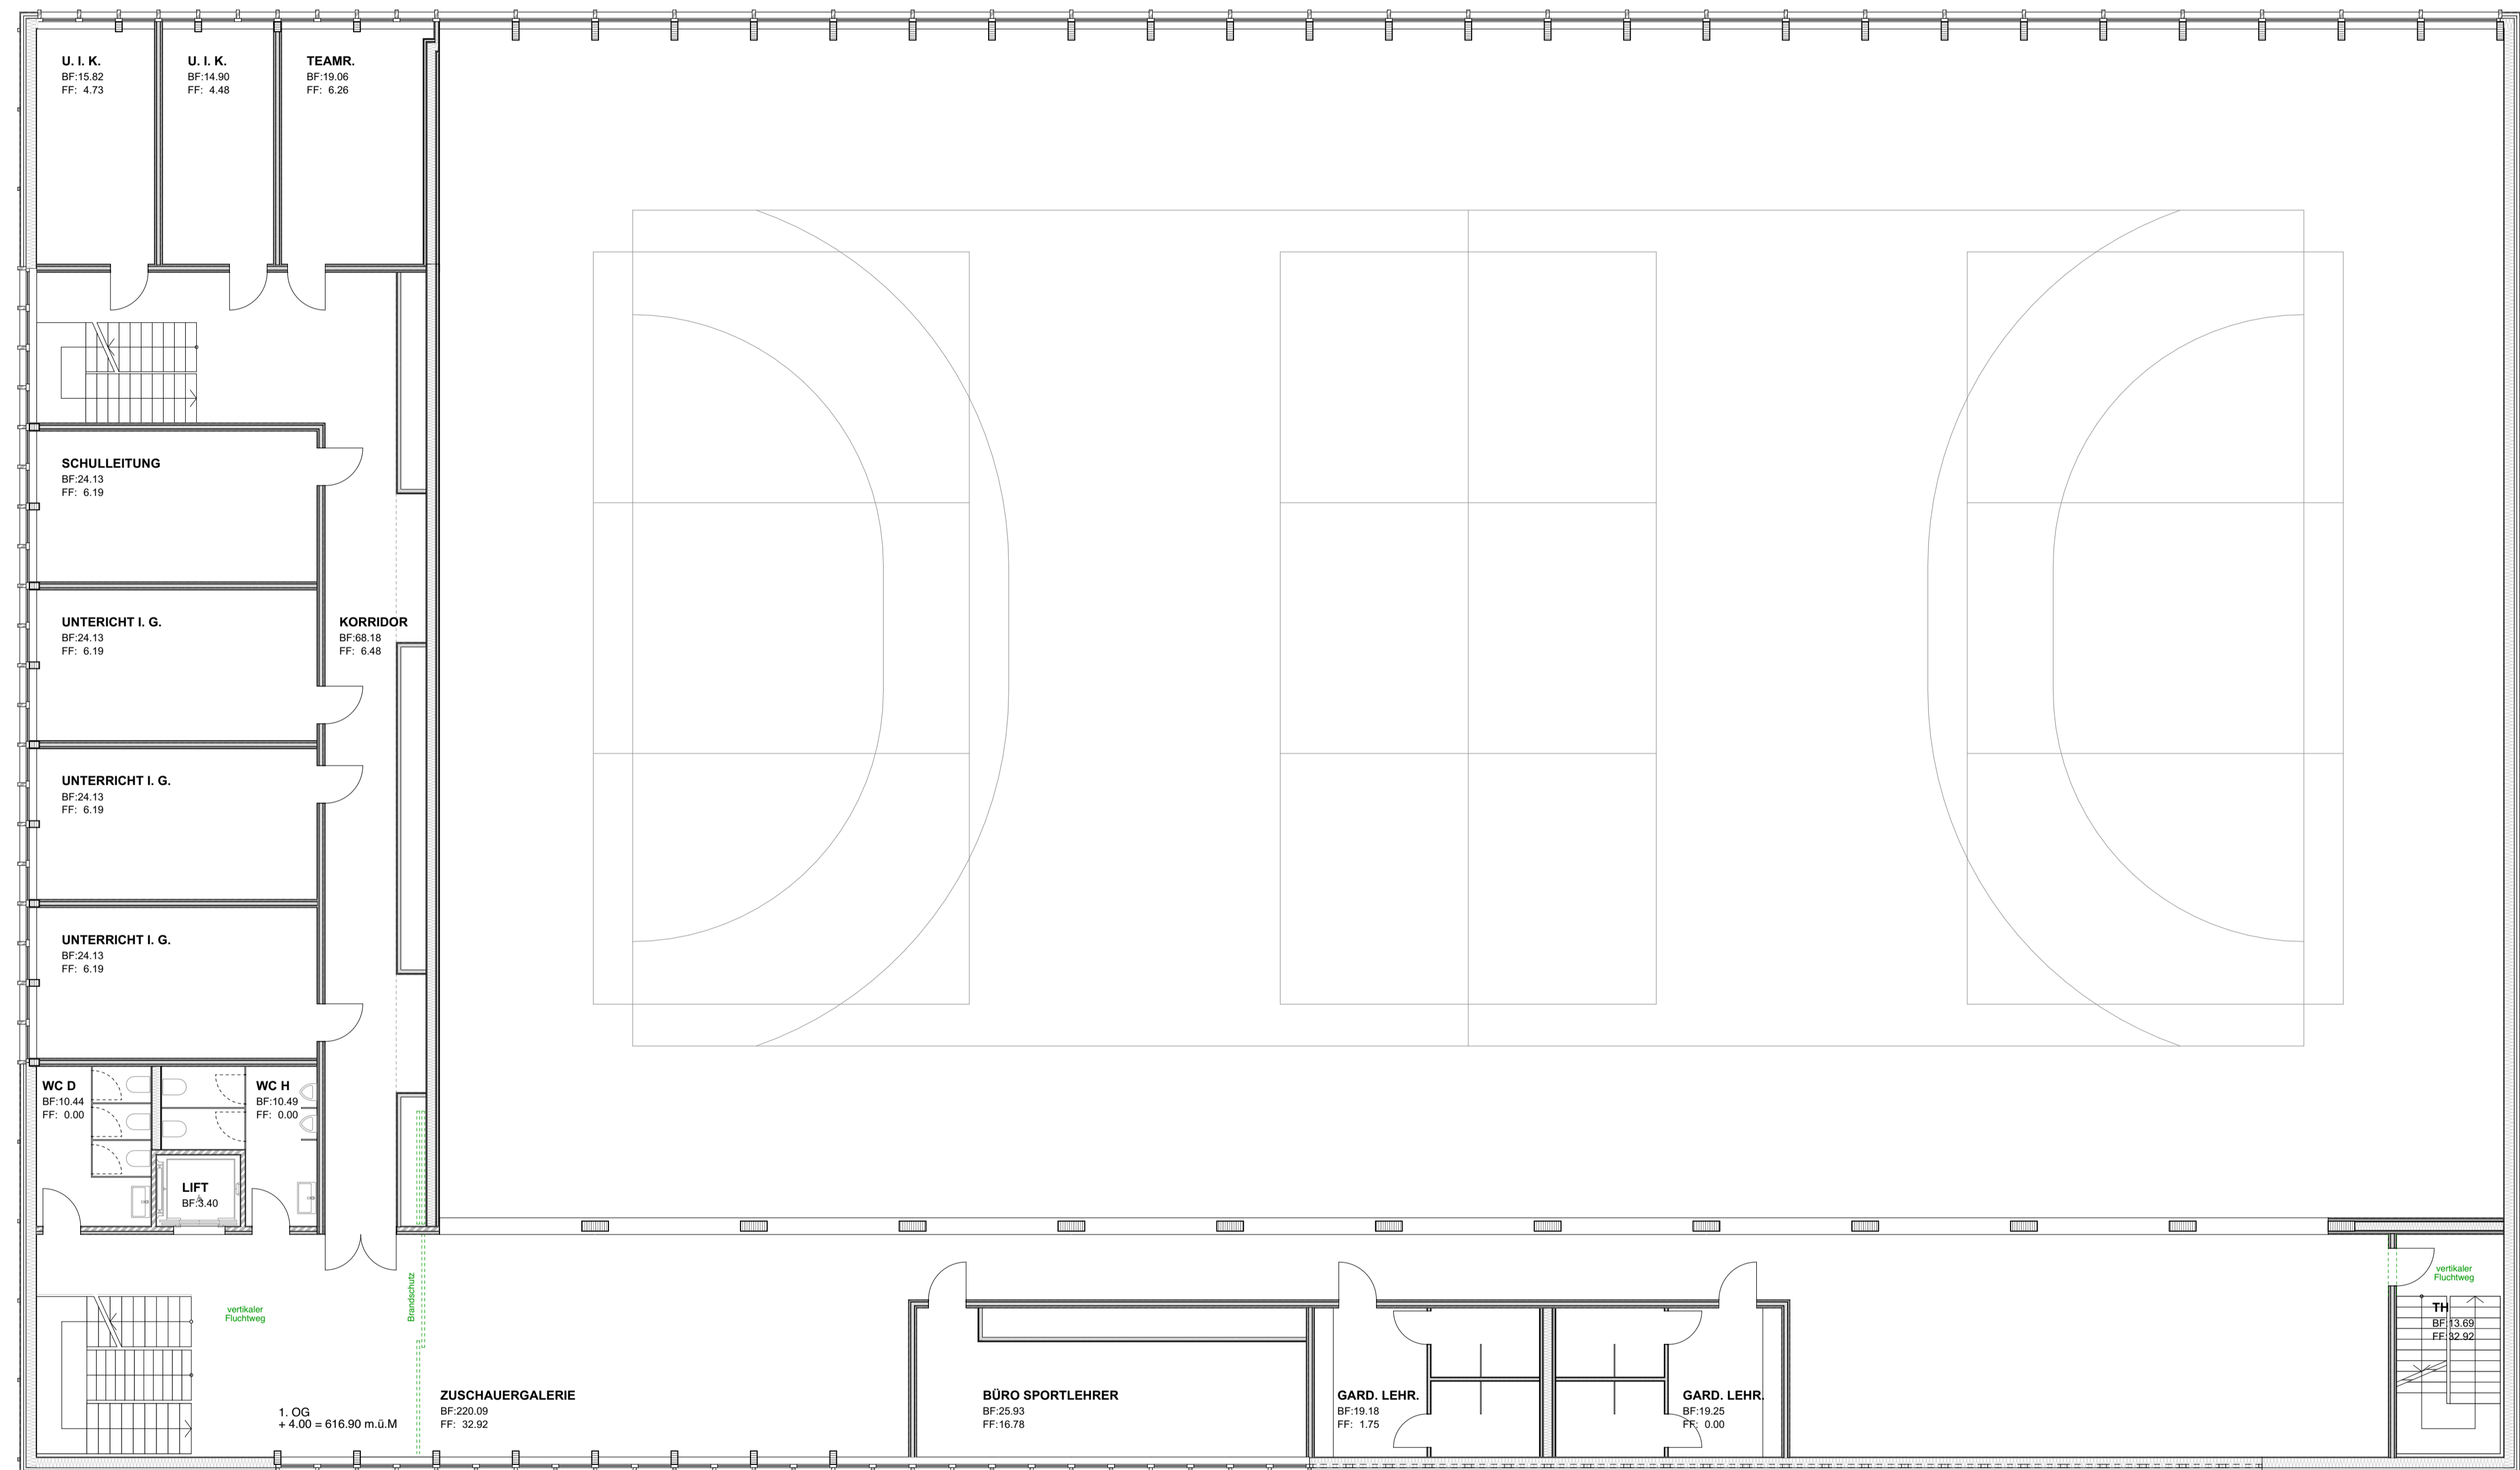 U. I. K.
BF:15.82
FF: 4.73
U. I. K.
BF:14.90
FF: 4.48
TEAMR.
BF:19.06
FF: 6.26
SCHULLEITUNG
BF:24.13
FF: 6.19
UNTERICHT I. G.
BF:24.13
FF: 6.19
KORRIDOR
BF:68.18
FF: 6.48
UNTERRICHT I. G.
BF:24.13
FF: 6.19
UNTERRICHT I. G.
BF:24.13
FF: 6.19
WC D
BF:10.44
FF: 0.00
WC H
BF:10.49
FF: 0.00
LIFT
BF:3.40
vertikaler
Fluchtweg
Brandschutz
vertikaler
Fluchtweg
TH
BF:13.69
FF:32.92
1. OG
+ 4.00 = 616.90 m.ü.M
ZUSCHAUERGALERIE
BF:220.09
FF: 32.92
BÜRO SPORTLEHRER
BF:25.93
FF:16.78
GARD. LEHR.
BF:19.18
FF: 1.75
GARD. LEHR.
BF:19.25
FF: 0.00